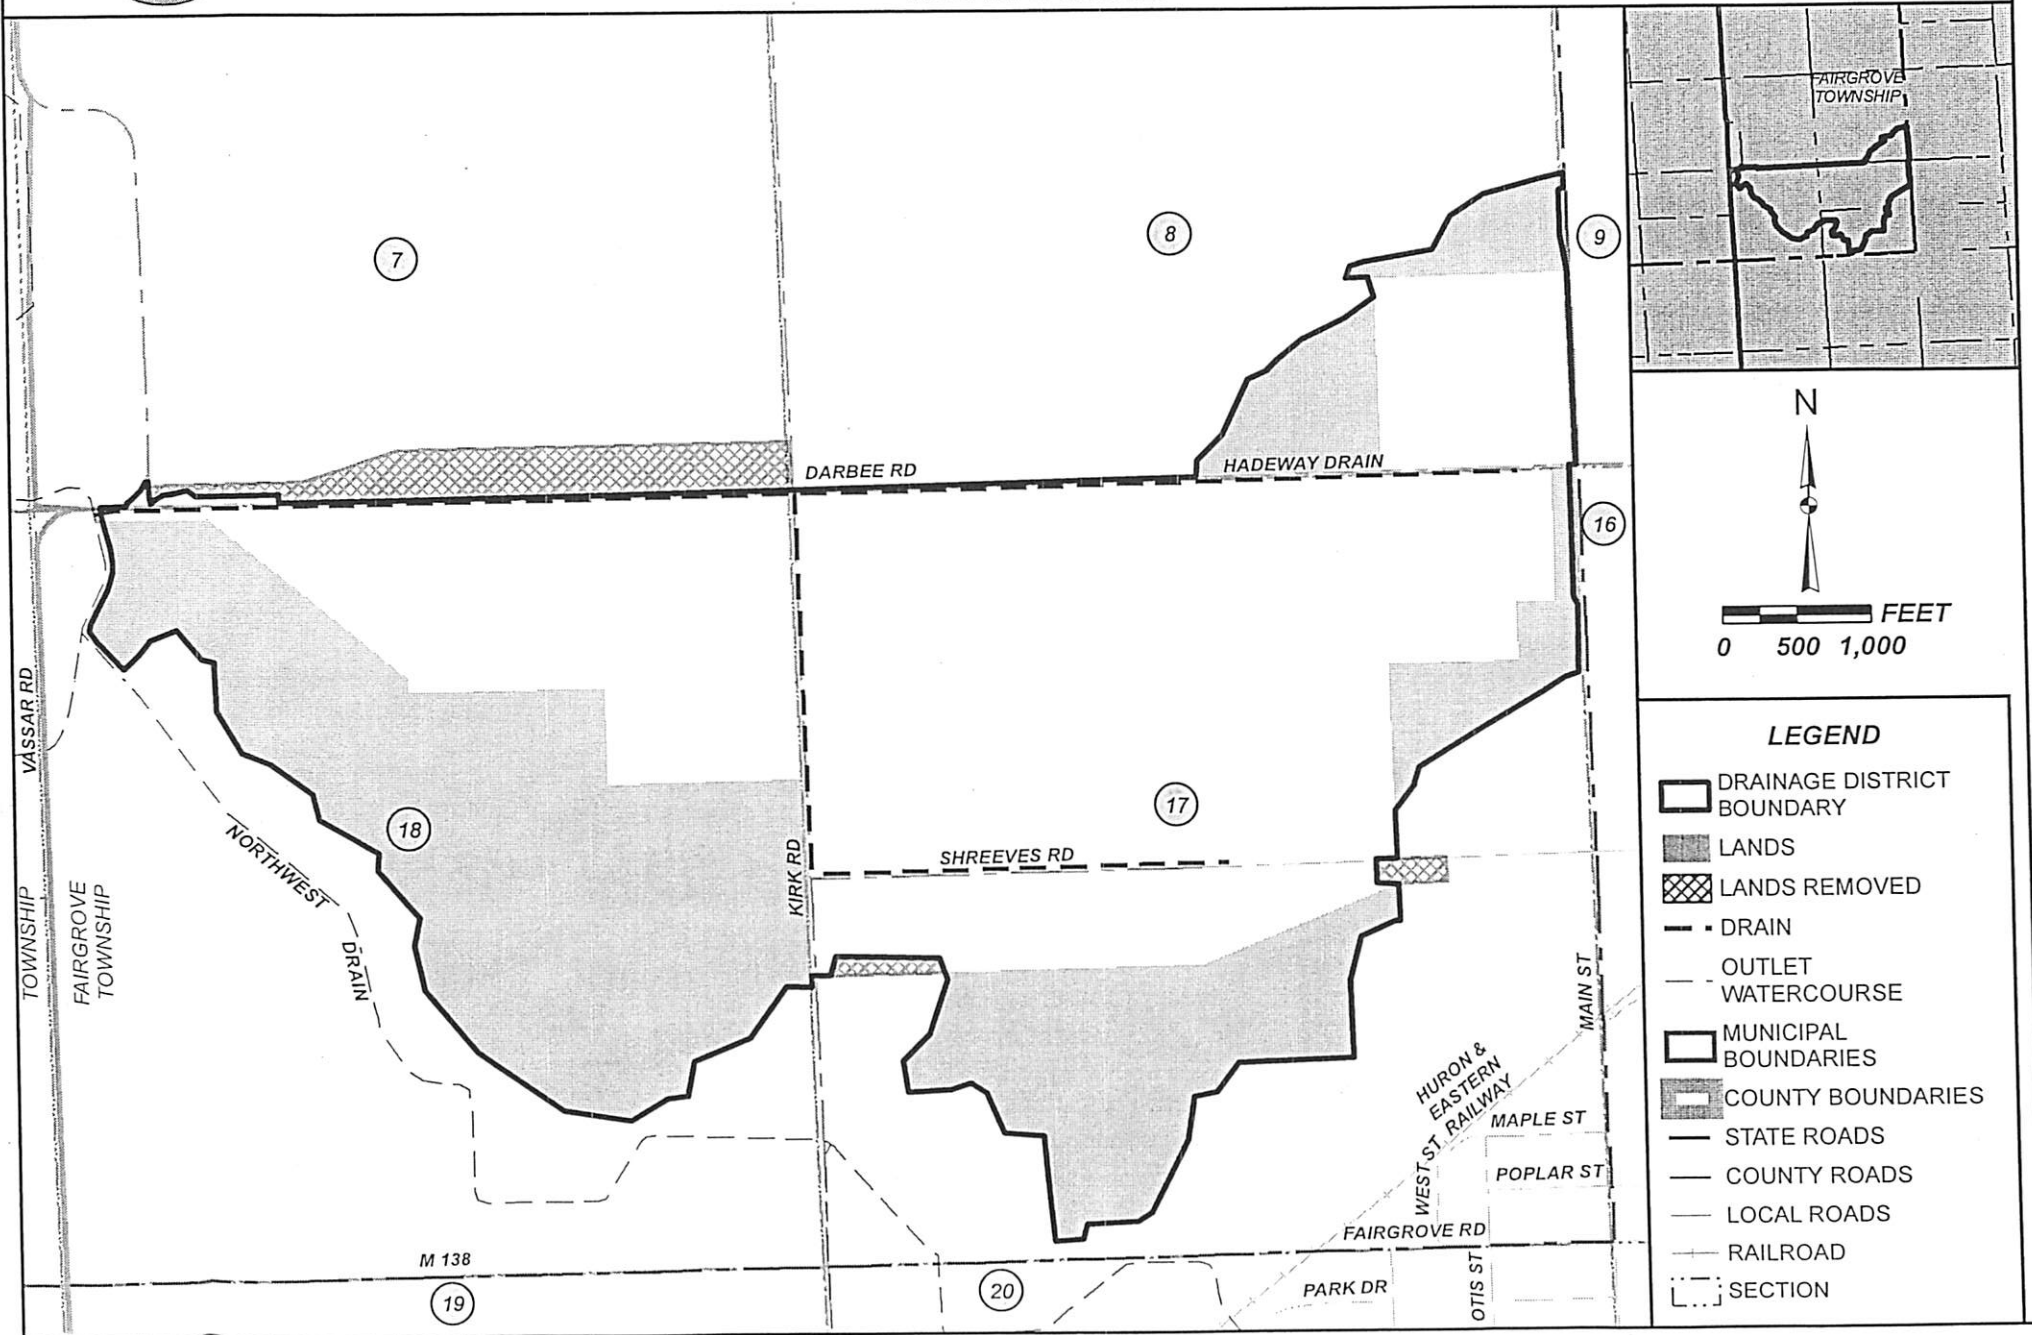 FAIRGROVE
TOWNSHIP
7
8
9
DARBEE RD
HADEWAY DRAIN
16
N
FEET
0 500 1,000
VASSAR RD
TOWNSHIP
FAIRGROVE
TOWNSHIP
NORTHWEST
DRAIN
18
KIRK RD
17
SHREEVES RD
MAIN ST
HURON &
EASTERN
RAILWAY
WEST ST
MAPLE ST
POPLAR ST
FAIRGROVE RD
M 138
19
20
PARK DR
OTIS ST
LEGEND
DRAINAGE DISTRICT
BOUNDARY
LANDS
LANDS REMOVED
DRAIN
OUTLET
WATERCOURSE
MUNICIPAL
BOUNDARIES
COUNTY BOUNDARIES
STATE ROADS
COUNTY ROADS
LOCAL ROADS
RAILROAD
SECTION